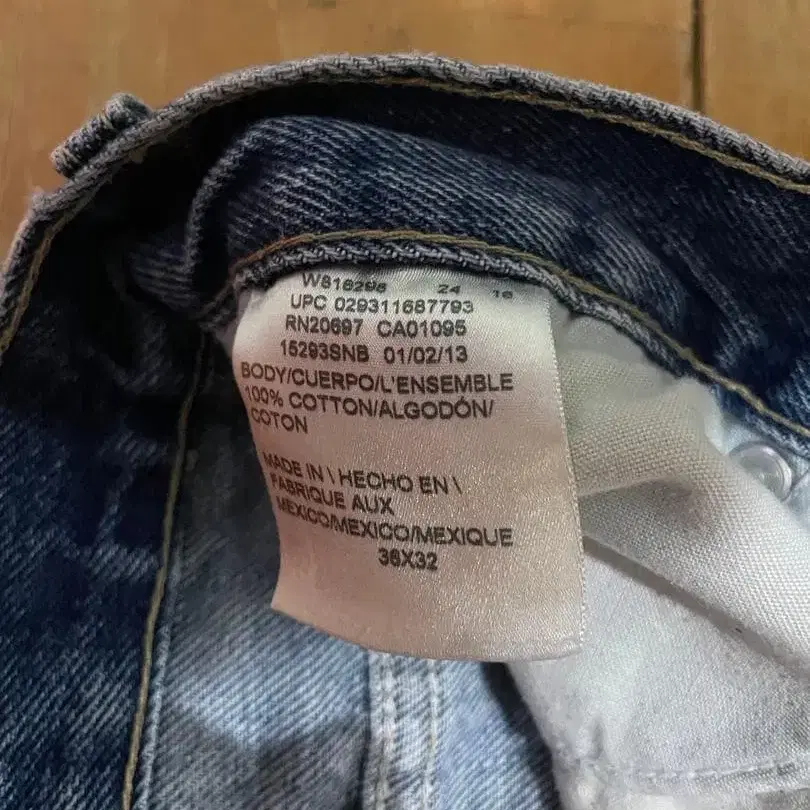 W818298 24 16
UPC 029311687793
RN20697 CA01095
15293SNB 01/02/13
BODY/CUERPO/L'ENSEMBLE
100% COTTON/ALGODÓN/
COTON
MADE IN \ HECHO EN \
FABRIQUE AUX
MEXICO/MEXICO/MEXIQUE
36X32